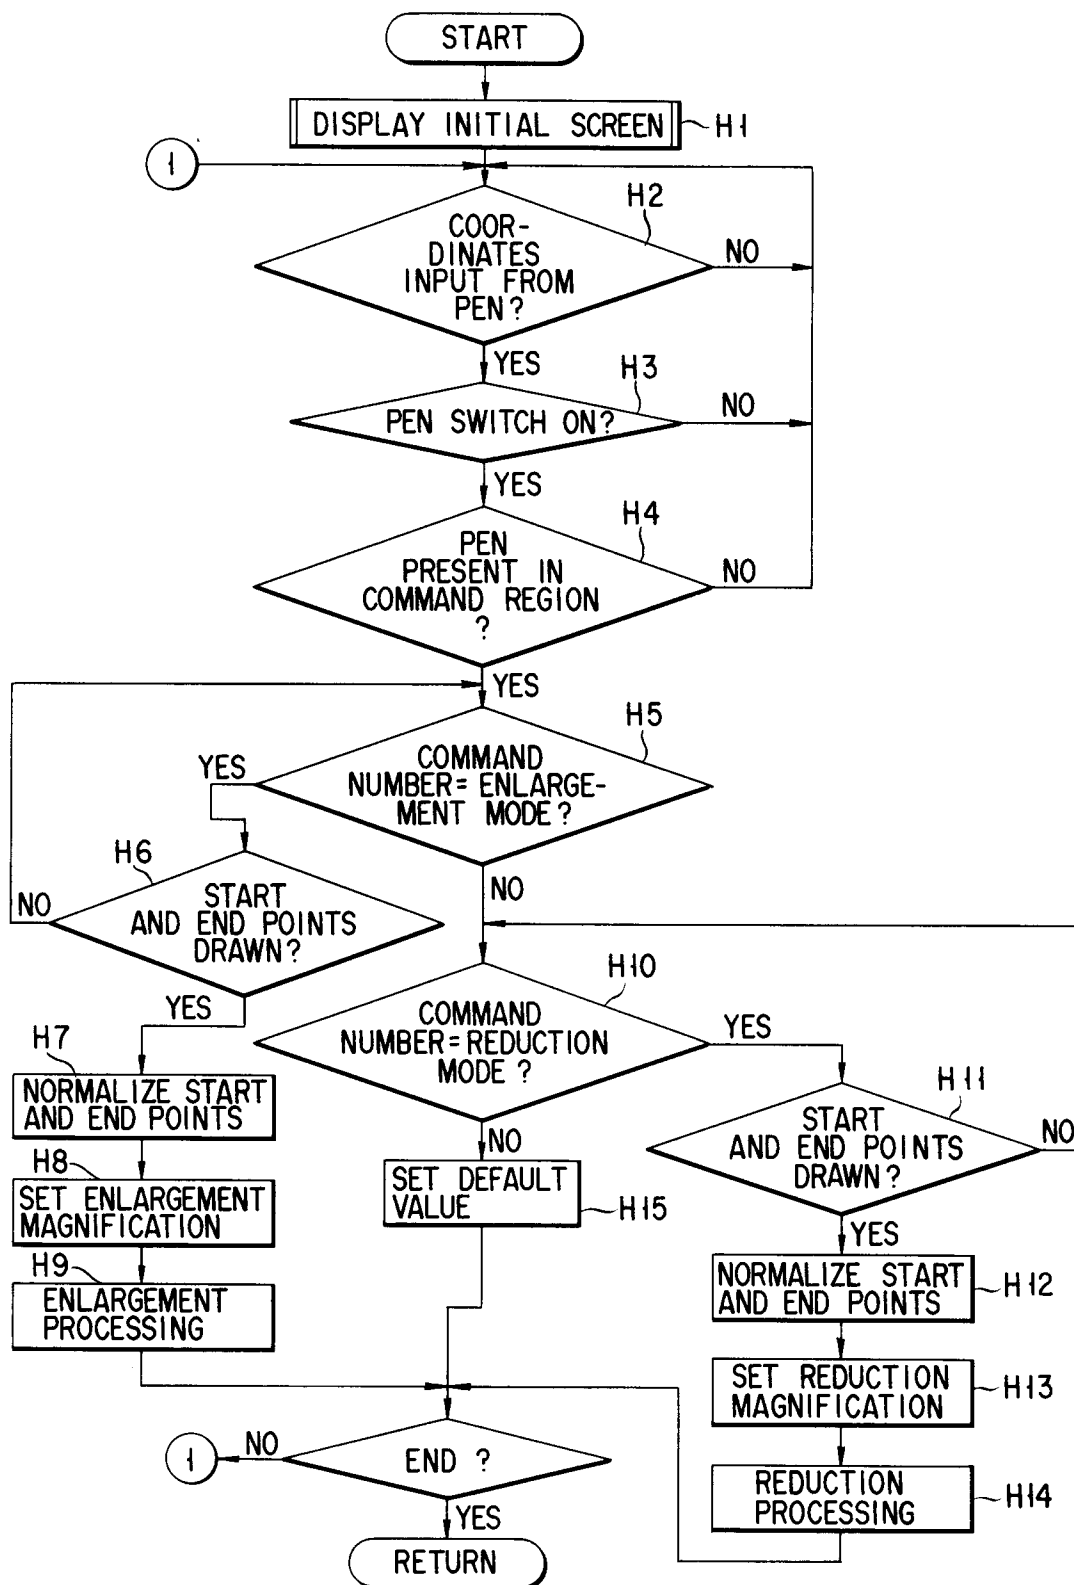 START
DISPLAY INITIAL SCREEN
H1
1
H2
COOR-
DINATES
INPUT FROM
PEN?
NO
YES
H3
PEN SWITCH ON?
NO
YES
H4
PEN
PRESENT IN
COMMAND REGION
?
NO
YES
H5
COMMAND
NUMBER=ENLARGE-
MENT MODE?
YES
NO
H6
START
AND END POINTS
DRAWN?
NO
YES
H7
NORMALIZE START
AND END POINTS
H8
SET ENLARGEMENT
MAGNIFICATION
H9
ENLARGEMENT
PROCESSING
H10
COMMAND
NUMBER=REDUCTION
MODE?
YES
NO
SET DEFAULT
VALUE
H15
H11
START
AND END POINTS
DRAWN?
NO
YES
NORMALIZE START
AND END POINTS
H12
SET REDUCTION
MAGNIFICATION
H13
REDUCTION
PROCESSING
H14
END ?
NO
1
YES
RETURN